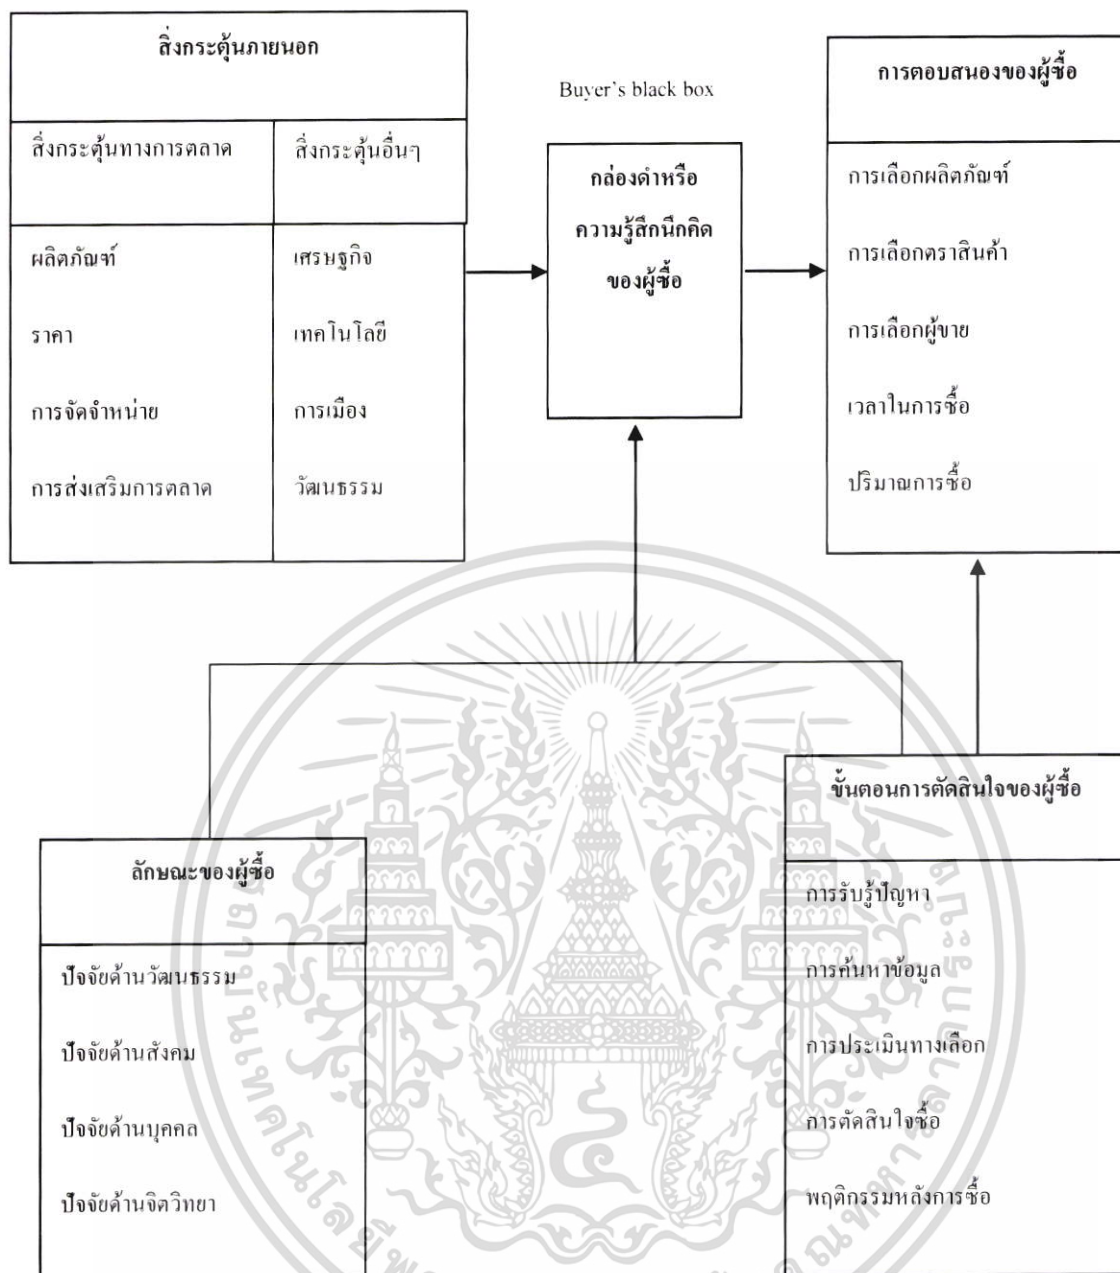 สิ่งกระตุ้นภายนอก
สิ่งกระตุ้นทางการตลาด
สิ่งกระตุ้นอื่นๆ
ผลิตภัณฑ์
เศรษฐกิจ
ราคา
เทคโนโลยี
การจัดจำหน่าย
การเมือง
การส่งเสริมการตลาด
วัฒนธรรม
Buyer's black box
กล่องดำหรือ
ความรู้สึกนึกคิด
ของผู้ซื้อ
การตอบสนองของผู้ซื้อ
การเลือกผลิตภัณฑ์
การเลือกตราสินค้า
การเลือกผู้ขาย
เวลาในการซื้อ
ปริมาณการซื้อ
ลักษณะของผู้ซื้อ
ปัจจัยด้านวัฒนธรรม
ปัจจัยด้านสังคม
ปัจจัยด้านบุคคล
ปัจจัยด้านจิตวิทยา
ขั้นตอนการตัดสินใจของผู้ซื้อ
การรับรู้ปัญหา
การค้นหาข้อมูล
การประเมินทางเลือก
การตัดสินใจซื้อ
พฤติกรรมหลังการซื้อ